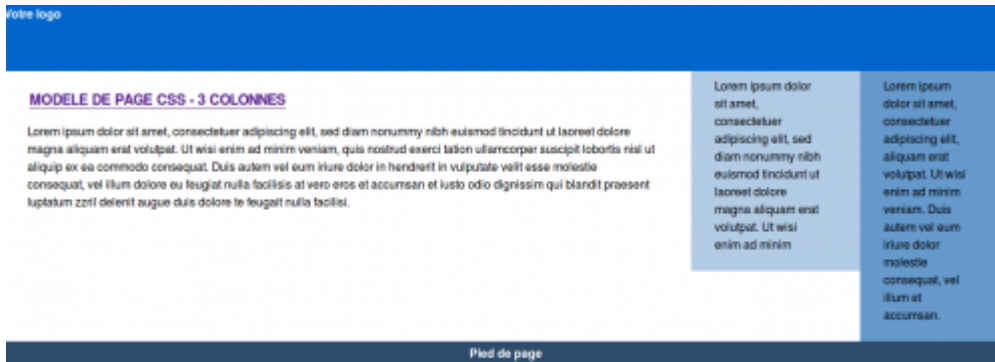 Votre logo
MODELE DE PAGE CSS - 3 COLONNES
Lorem ipsum dolor sit amet, consectetuer adipiscing elit, sed diam nonummy nibh euismod tincidunt ut laoreet dolore
magna aliquam erat volutpat. Ut wisi enim ad minim veniam, quis nostrud exerci tation ullamcorper suscipit lobortis nisl ut
aliquip ex ea commodo consequat. Duis autem vel eum iriure dolor in hendrerit in vulputate velit esse molestie
consequat, vel illum dolore eu feugiat nulla facilisis at vero eros et accumsan et iusto odio dignissim qui blandit praesent
luptatum zzril delenit augue duis dolore te feugait nulla facilisi.
Lorem ipsum dolor
sit amet,
consectetuer
adipiscing elit, sed
diam nonummy nibh
euismod tincidunt ut
laoreet dolore
magna aliquam erat
volutpat. Ut wisi
enim ad minim
Lorem ipsum
dolor sit amet,
consectetuer
adipiscing elit,
aliquam erat
volutpat. Ut wisi
enim ad minim
veniam. Duis
autem vel eum
iriure dolor
molestie
consequat, vel
illum et
accumsan.
Pied de page